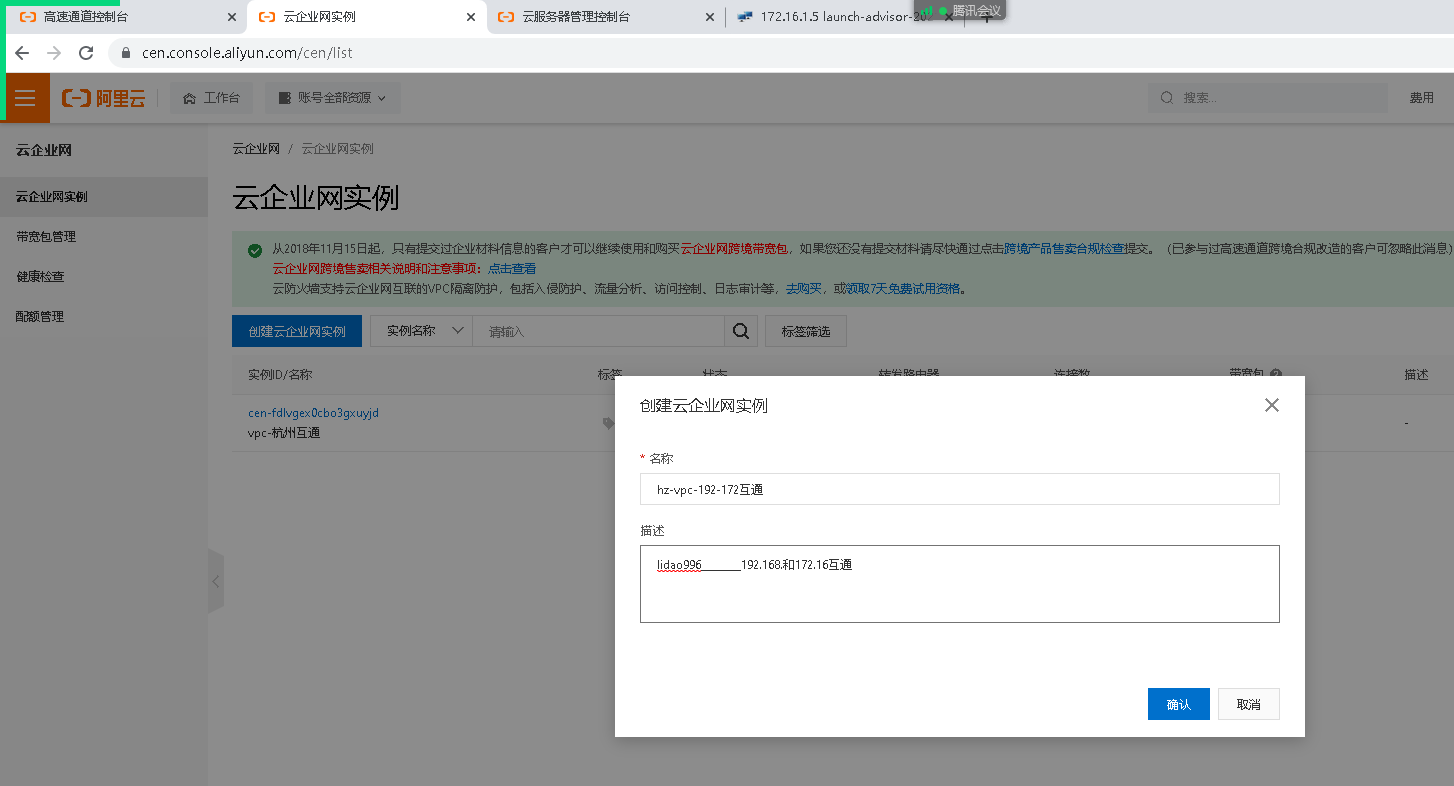 高速通道控制台
云企业网实例
云服务器管理控制台
172.16.1.5 launch-advisor-20
腾讯会议
cen.console.aliyun.com/cen/list
阿里云
工作台
账号全部资源
搜索...
费用
云企业网
云企业网实例
带宽包管理
健康检查
配额管理
云企业网 / 云企业网实例
云企业网实例
从2018年11月15日起，只有提交过企业材料信息的客户才可以继续使用和购买云企业网跨境带宽包，如果您还没有提交材料请尽快通过点击跨境产品售卖合规检查提交。（已参与过高速通道跨境合规改造的客户可忽略此消息）
云企业网跨境售卖相关说明和注意事项：点击查看
云防火墙支持云企业网互联的VPC隔离防护，包括入侵防护、流量分析、访问控制、日志审计等，去购买，或领取7天免费试用资格。
创建云企业网实例
实例名称
请输入
标签筛选
实例ID/名称
标签
状态
转发路由器
连接数
带宽包
描述
cen-fdlvgex0cbo3gxuyjd
vpc-杭州互通
-
创建云企业网实例
* 名称
hz-vpc-192-172互通
描述
lidao996______192.168.和172.16互通
确认
取消